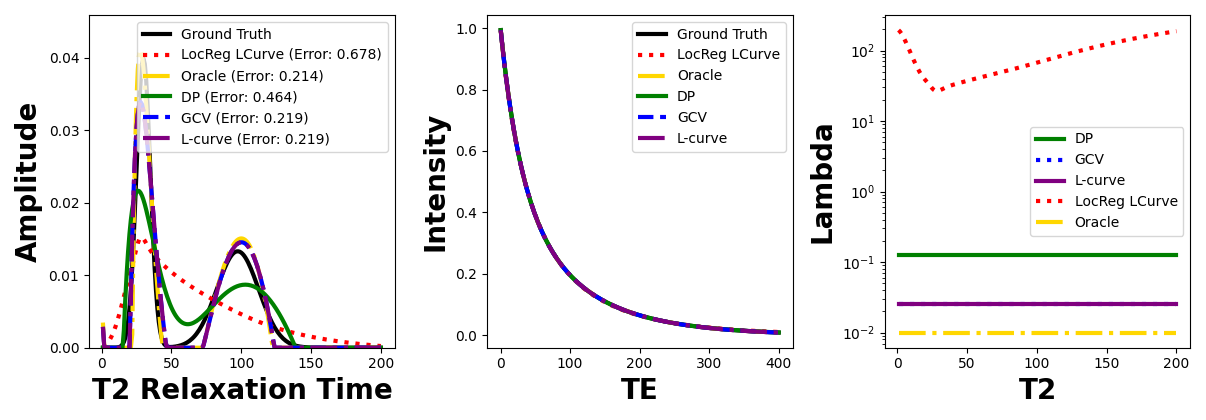 Amplitude
0.04
0.03
0.02
0.01
0.00
Ground Truth
LocReg LCurve (Error: 0.678)
Oracle (Error: 0.214)
DP (Error: 0.464)
GCV (Error: 0.219)
L-curve (Error: 0.219)
0 50 100 150 200
T2 Relaxation Time
Intensity
1.0
0.8
0.6
0.4
0.2
0.0
Ground Truth
LocReg LCurve
Oracle
DP
GCV
L-curve
0 100 200 300 400
TE
Lambda
10²
10¹
10⁰
10⁻¹
10⁻²
DP
GCV
L-curve
LocReg LCurve
Oracle
0 50 100 150 200
T2